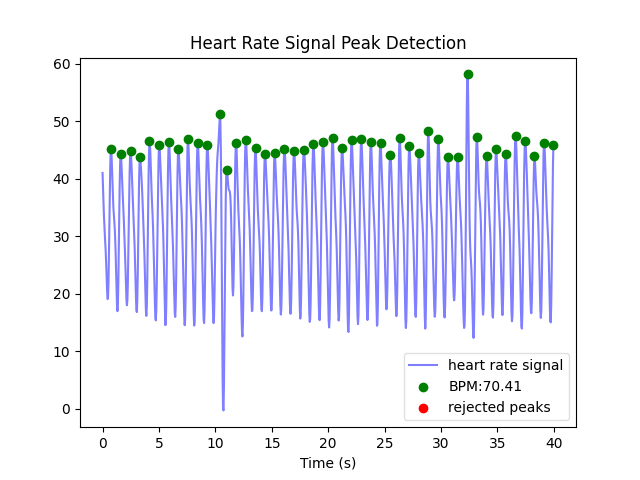 Heart Rate Signal Peak Detection
60
50
40
30
20
10
0
heart rate signal
BPM:70.41
rejected peaks
0 5 10 15 20 25 30 35 40
Time (s)